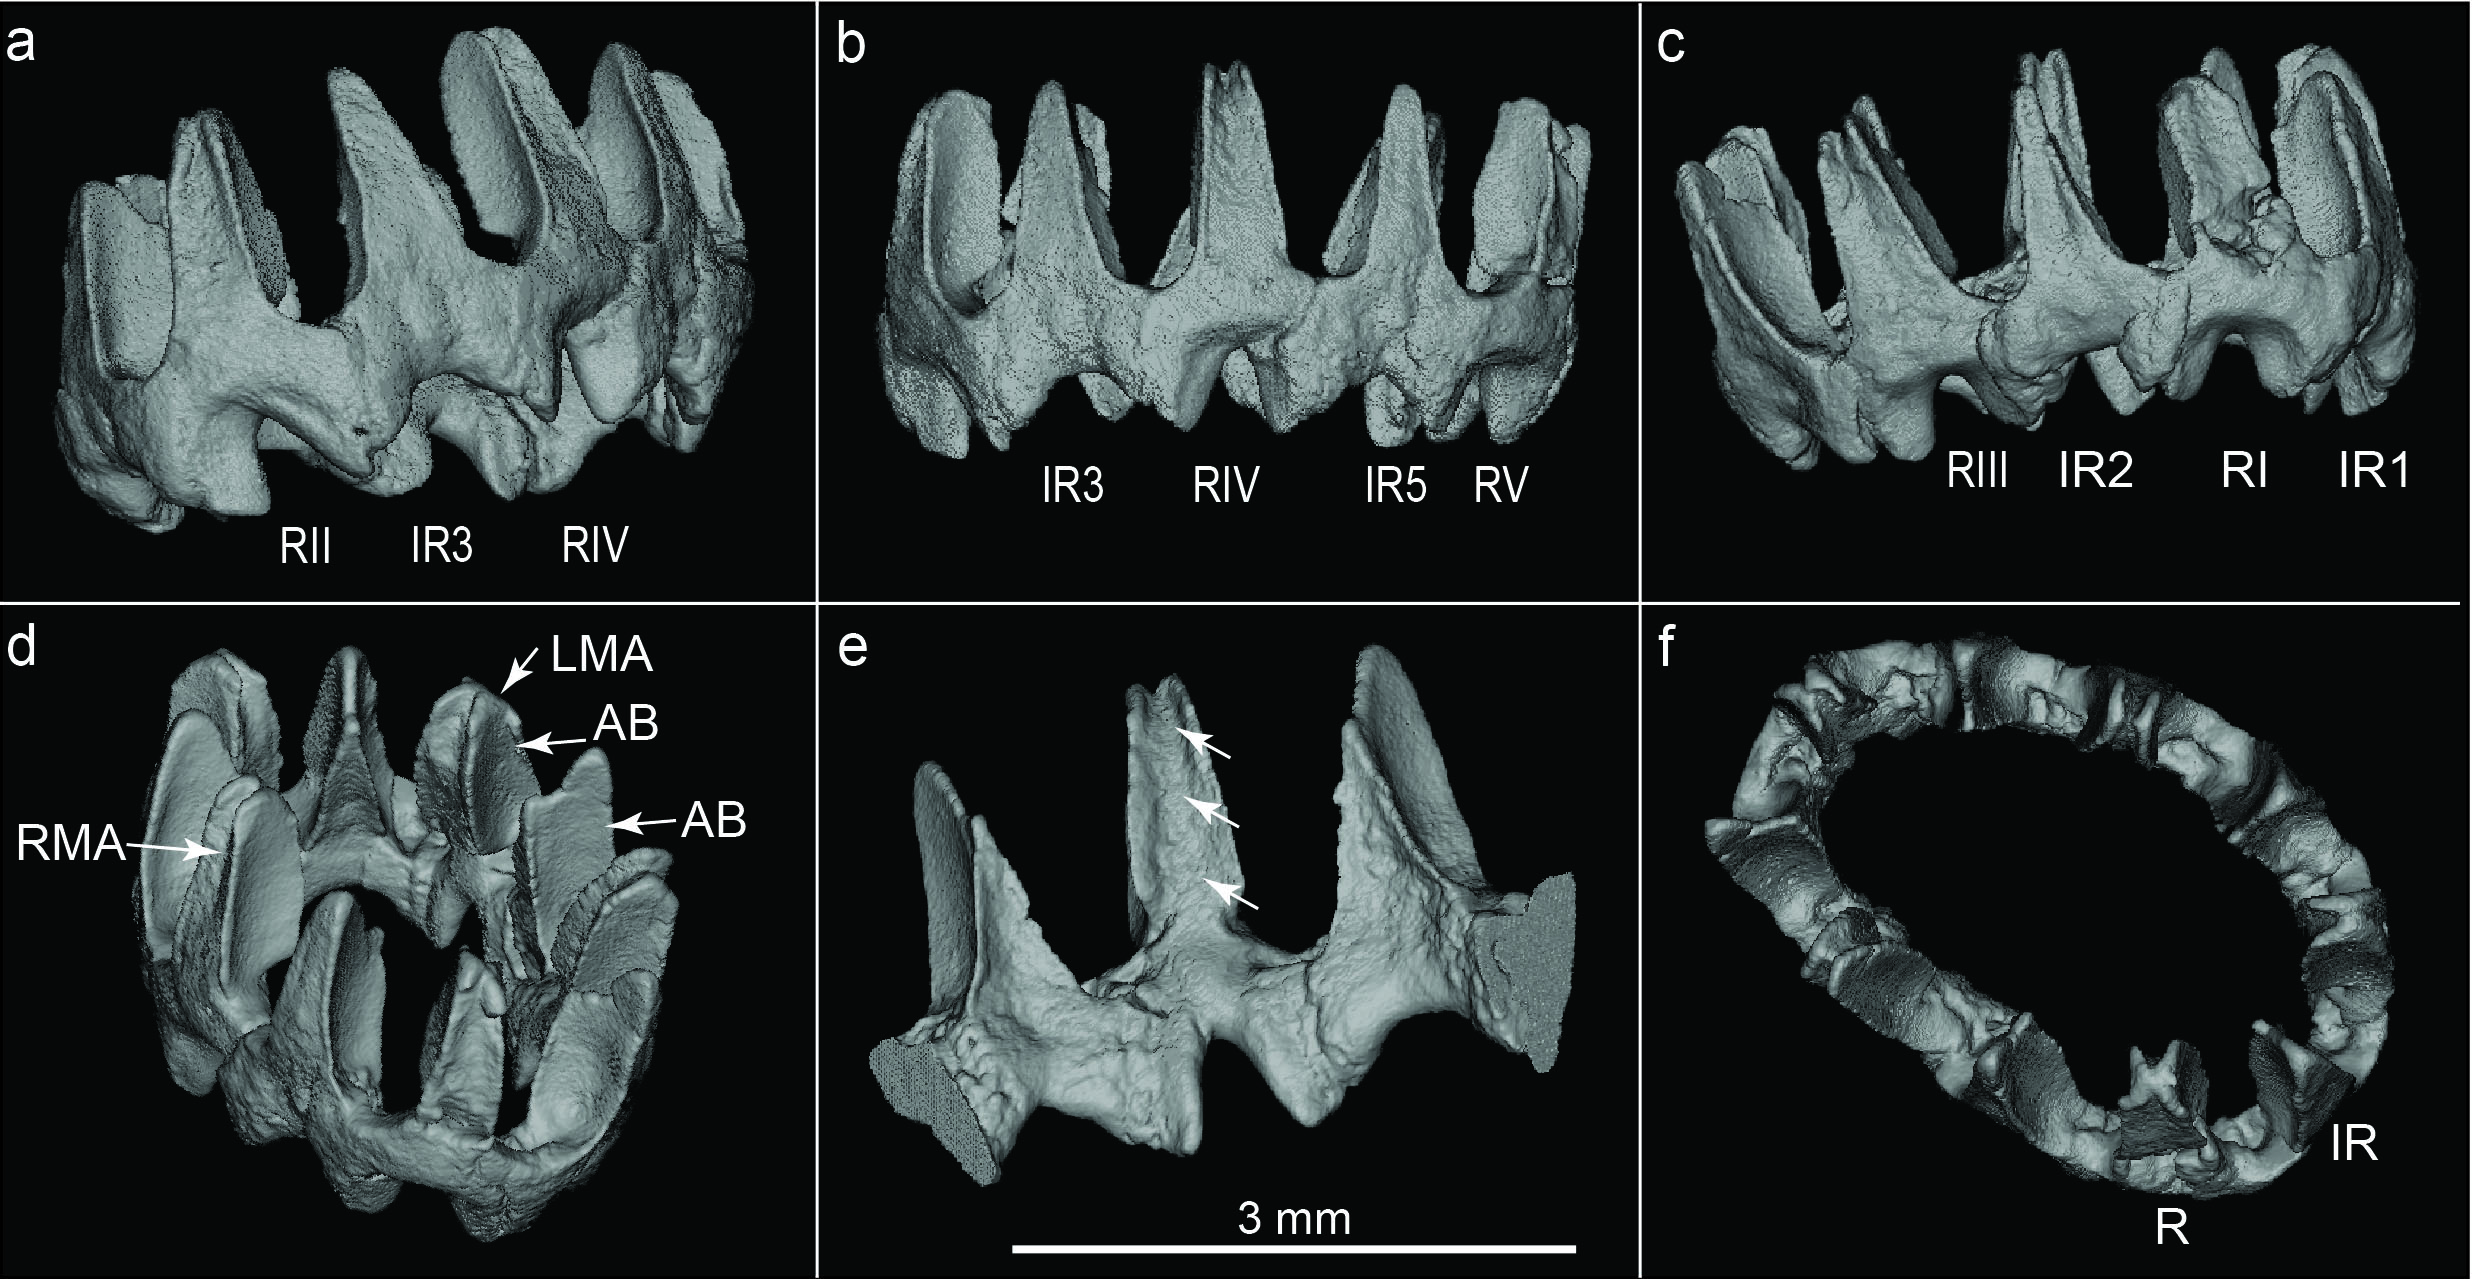 a
RII IR3 RIV
b
IR3 RIV IR5 RV
c
RIII IR2 RI IR1
d
LMA
AB
AB
RMA
e
3 mm
f
IR
R